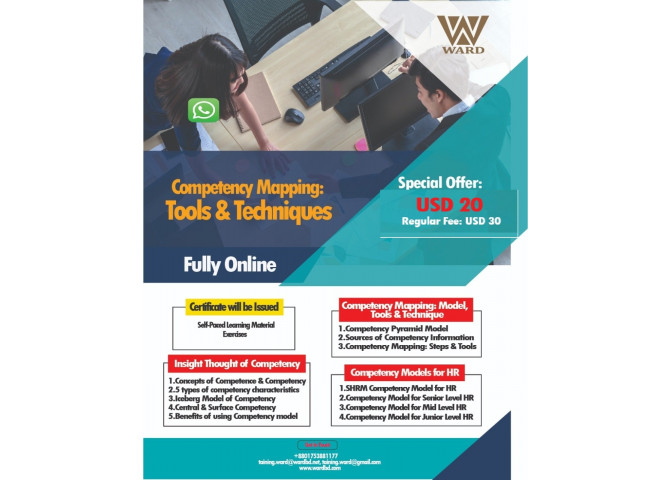 WARD
Competency Mapping:
Tools & Techniques
Special Offer:
USD 20
Regular Fee: USD 30
Fully Online
Certificate will be Issued
Self-Paced Learning Material
Exercises
Insight Thought of Competency
1.Concepts of Competence & Competency
2.5 types of competency characteristics
3.Iceberg Model of Competency
4.Central & Surface Competency
5.Benefits of using Competency model
Competency Mapping: Model,
Tools & Technique
1.Competency Pyramid Model
2.Sources of Competency Information
3.Competency Mapping: Steps & Tools
Competency Models for HR
1.SHRM Competency Model for HR
2.Competency Model for Senior Level HR
3.Competency Model for Mid Level HR
4.Competency Model for Junior Level HR
+8801753881177
taining.ward@wardbd.net, taining.ward@gmail.com
www.wardbd.com